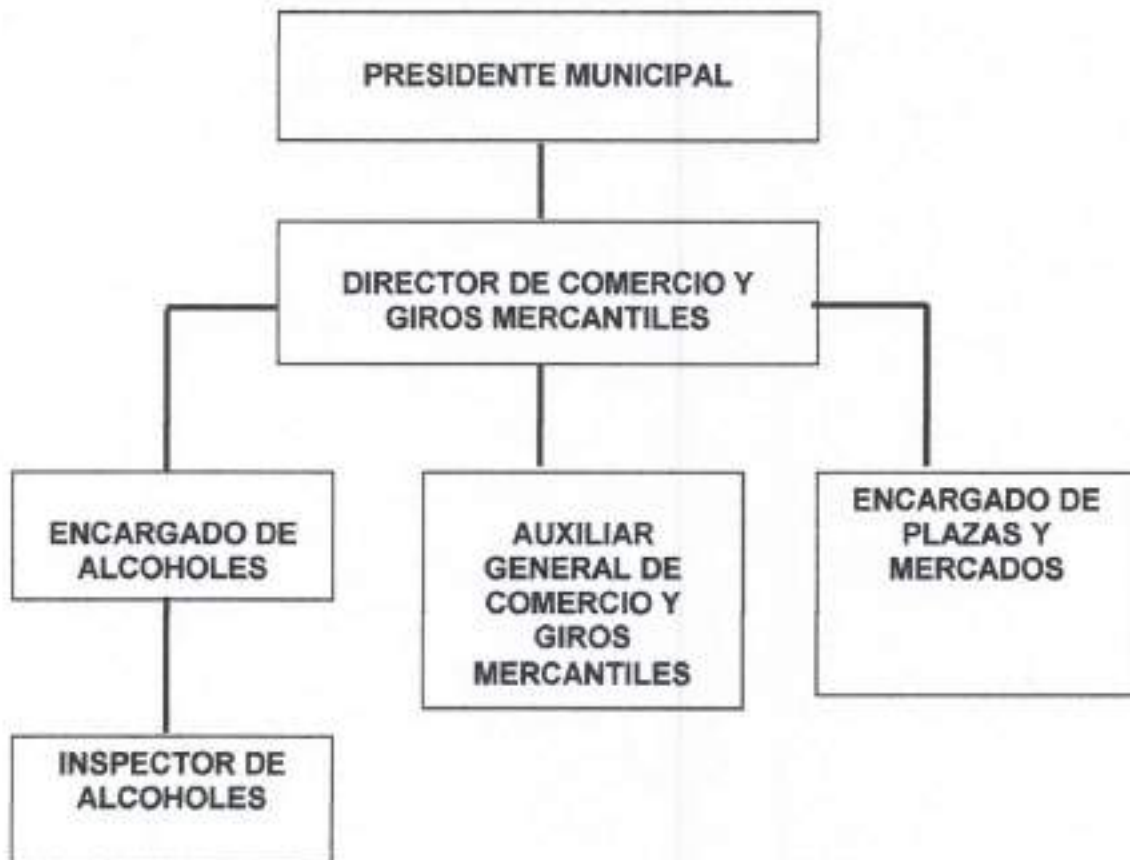 PRESIDENTE MUNICIPAL
DIRECTOR DE COMERCIO Y
GIROS MERCANTILES
ENCARGADO DE
ALCOHOLES
AUXILIAR
GENERAL DE
COMERCIO Y
GIROS
MERCANTILES
ENCARGADO DE
PLAZAS Y
MERCADOS
INSPECTOR DE
ALCOHOLES